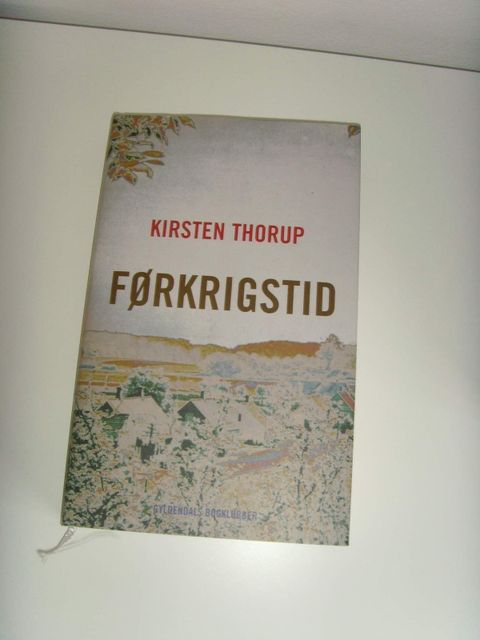 KIRSTEN THORUP
FØRKRIGSTID
GYLDENDALS BOGKLUBBER